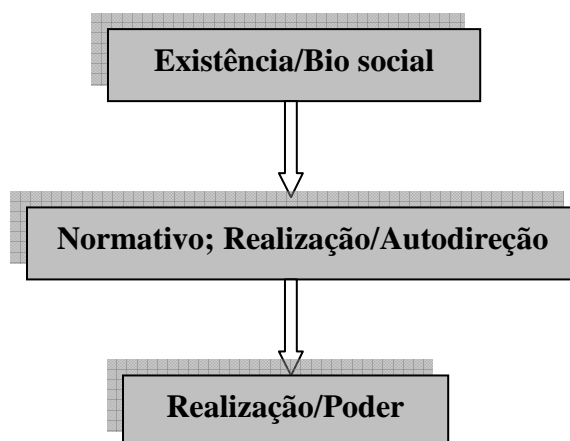 Existência/Bio social
Normativo; Realização/Autodireção
Realização/Poder